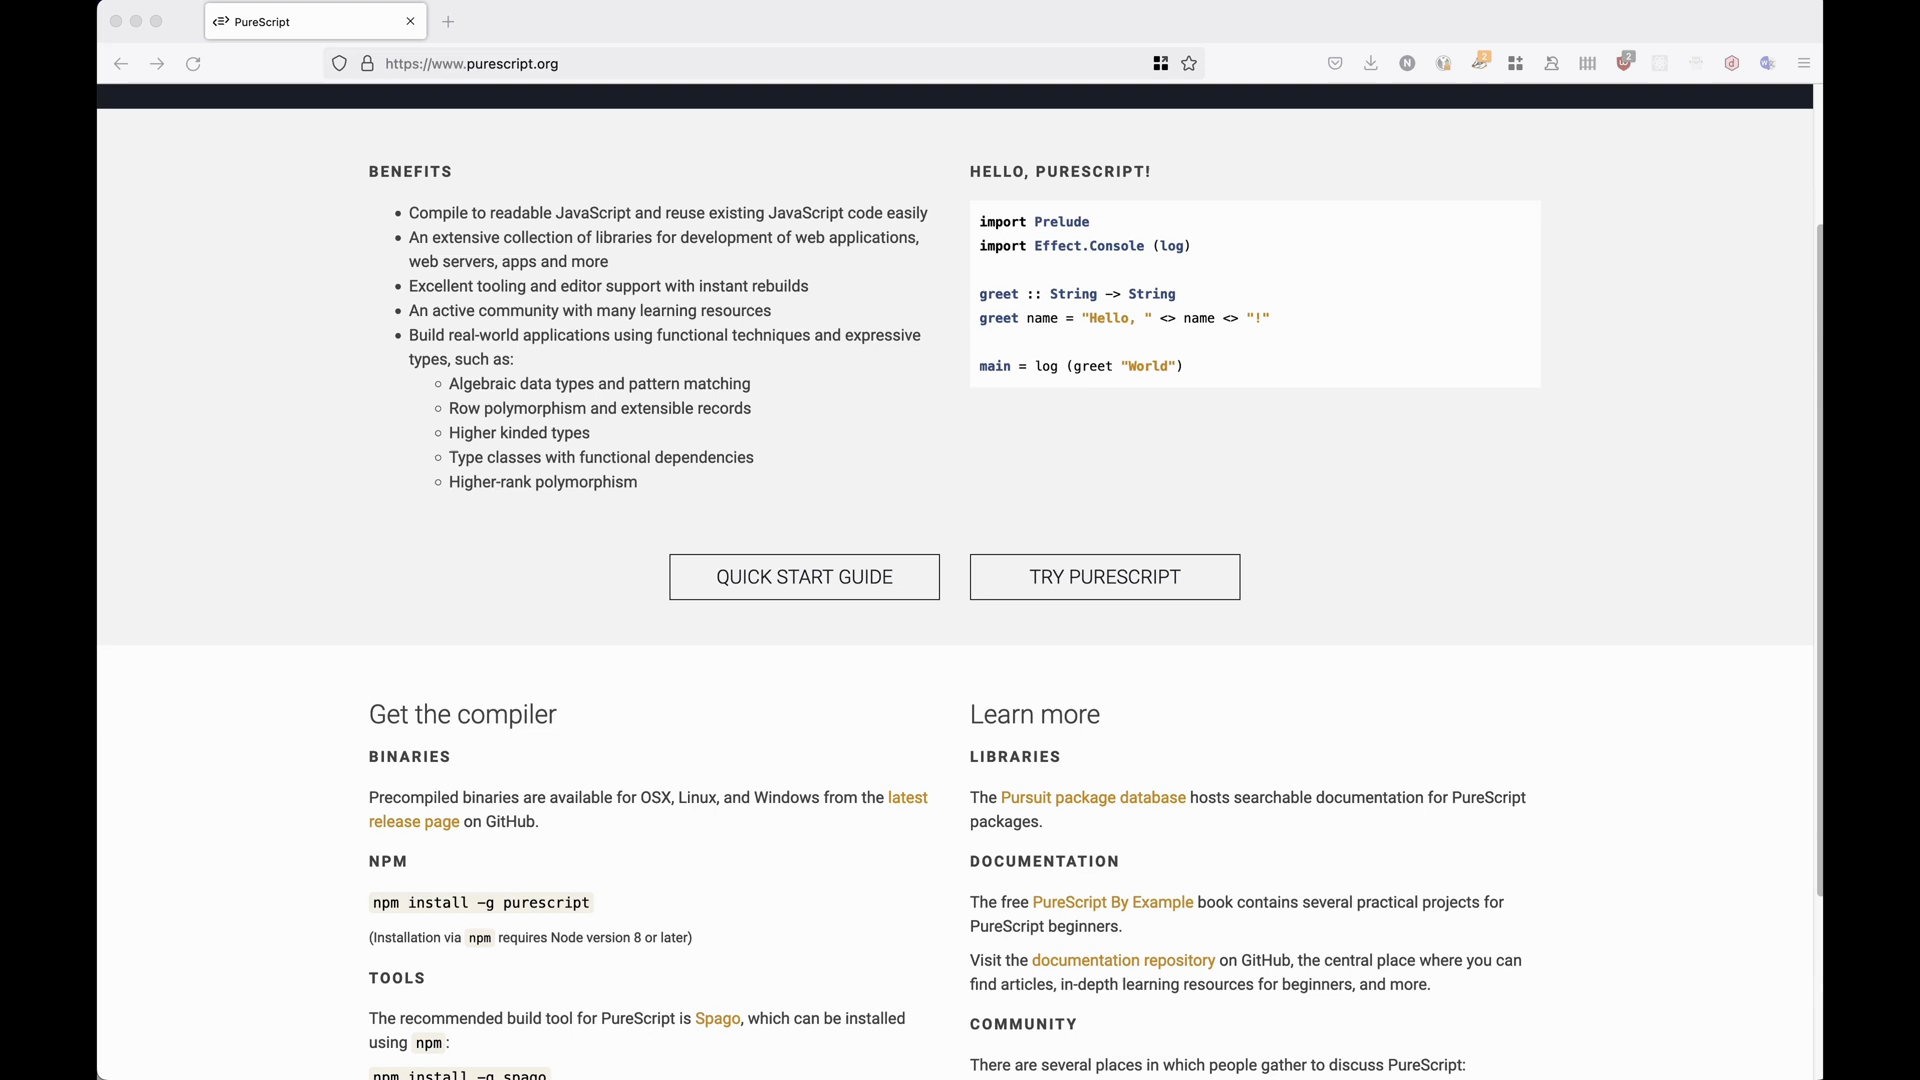 PureScript
https://www.purescript.org
2
2
BENEFITS
Compile to readable JavaScript and reuse existing JavaScript code easily
An extensive collection of libraries for development of web applications,
web servers, apps and more
Excellent tooling and editor support with instant rebuilds
An active community with many learning resources
Build real-world applications using functional techniques and expressive
types, such as:
Algebraic data types and pattern matching
Row polymorphism and extensible records
Higher kinded types
Type classes with functional dependencies
Higher-rank polymorphism
HELLO, PURESCRIPT!
import Prelude
import Effect.Console (log)
greet :: String -> String
greet name = "Hello, " <> name <> "!"
main = log (greet "World")
QUICK START GUIDE
TRY PURESCRIPT
Get the compiler
BINARIES
Precompiled binaries are available for OSX, Linux, and Windows from the latest
release page on GitHub.
NPM
npm install -g purescript
(Installation via npm requires Node version 8 or later)
TOOLS
The recommended build tool for PureScript is Spago, which can be installed
using npm:
npm install -g spago
Learn more
LIBRARIES
The Pursuit package database hosts searchable documentation for PureScript
packages.
DOCUMENTATION
The free PureScript By Example book contains several practical projects for
PureScript beginners.
Visit the documentation repository on GitHub, the central place where you can
find articles, in-depth learning resources for beginners, and more.
COMMUNITY
There are several places in which people gather to discuss PureScript: